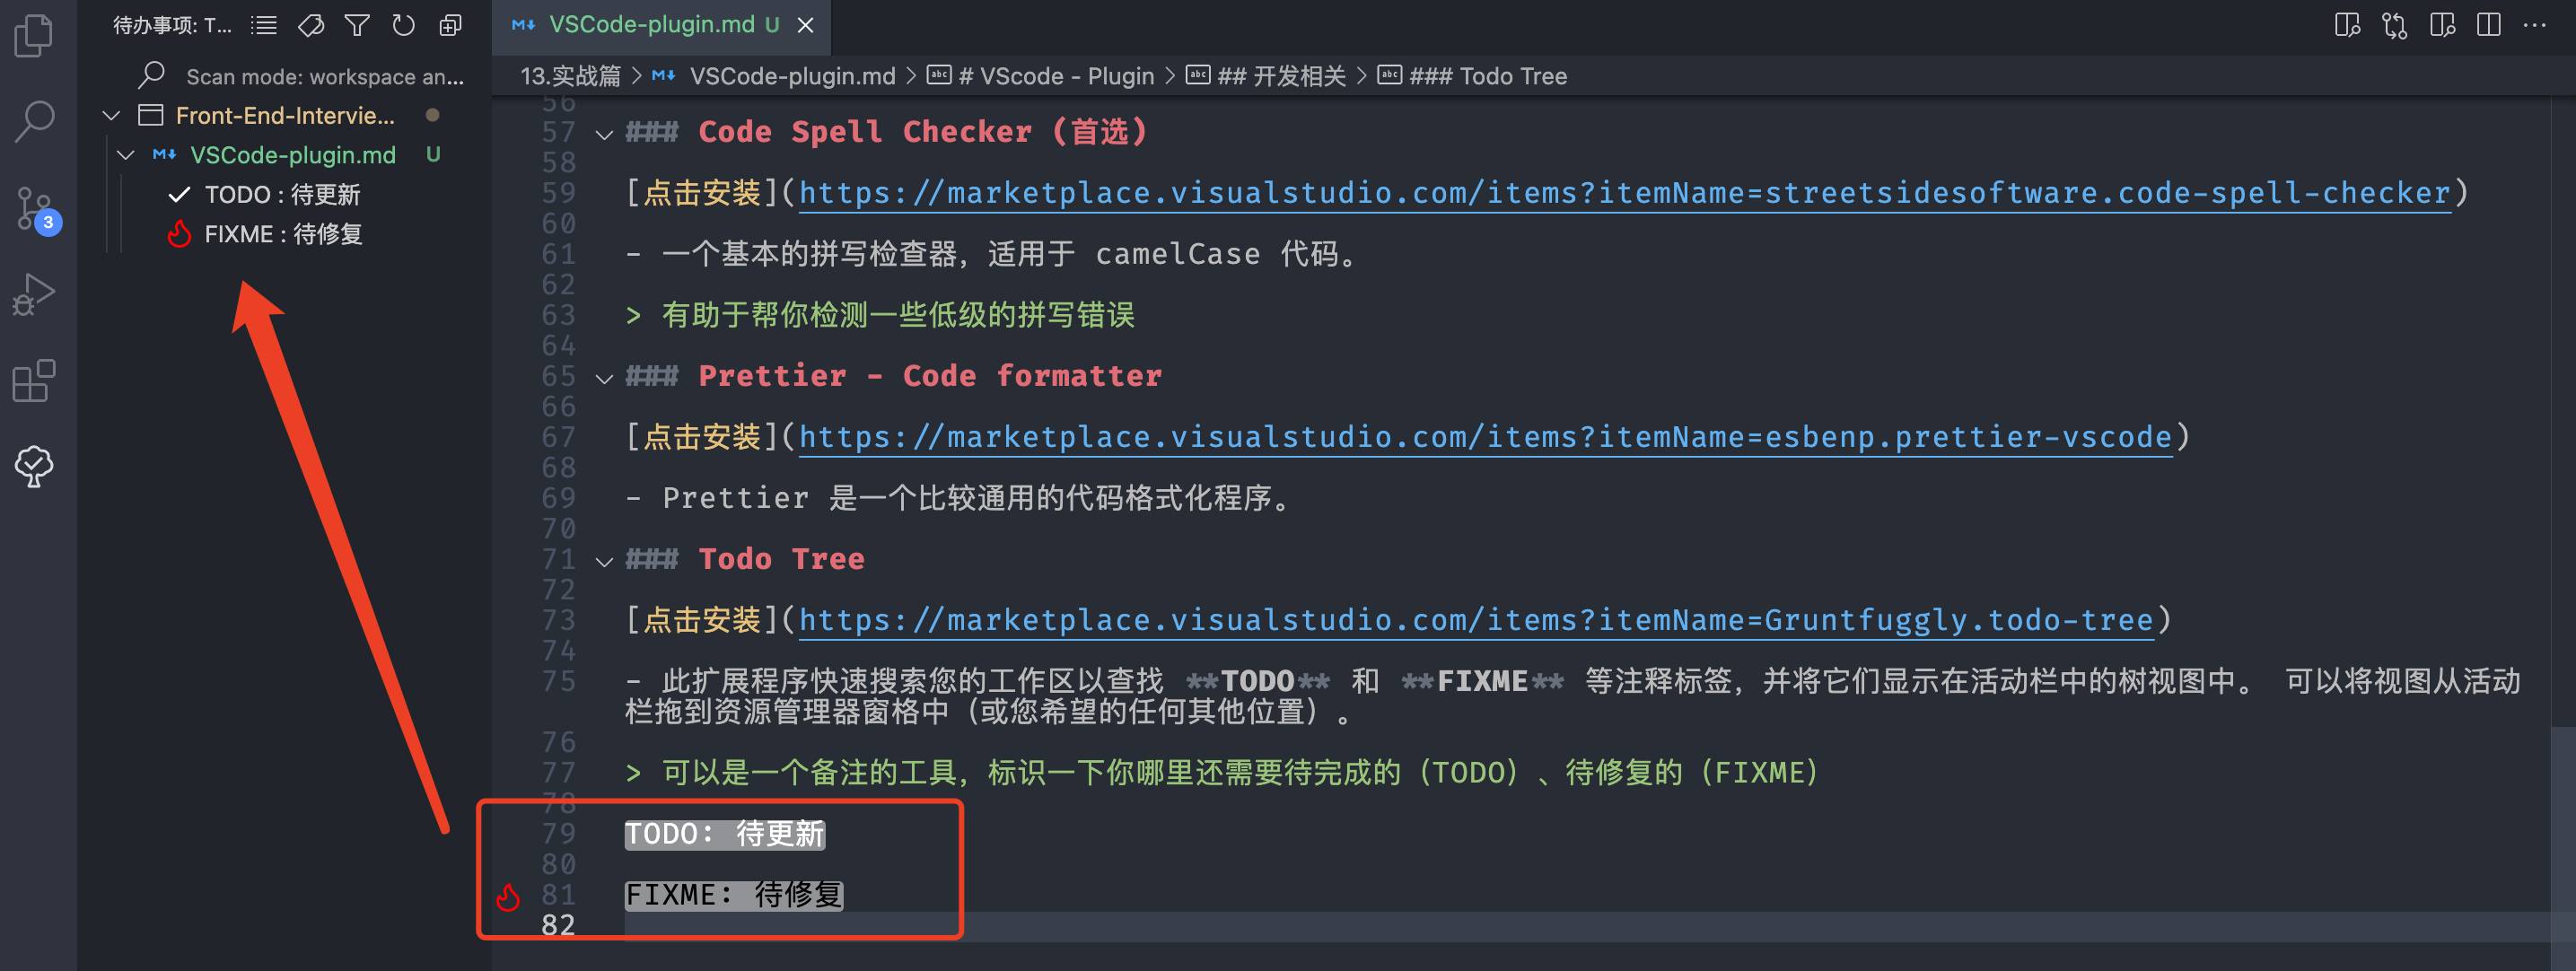 待办事项: T...
Scan mode: workspace an...
Front-End-Intervie...
VSCode-plugin.md U
TODO : 待更新
FIXME : 待修复
3
VSCode-plugin.md U
13.实战篇 > VSCode-plugin.md > # VScode - Plugin > ## 开发相关 > ### Todo Tree
56
57 ### Code Spell Checker (首选)
58
59 [点击安装](https://marketplace.visualstudio.com/items?itemName=streetsidesoftware.code-spell-checker)
60
61 - 一个基本的拼写检查器，适用于 camelCase 代码。
62
63 > 有助于帮你检测一些低级的拼写错误
64
65 ### Prettier - Code formatter
66
67 [点击安装](https://marketplace.visualstudio.com/items?itemName=esbenp.prettier-vscode)
68
69 - Prettier 是一个比较通用的代码格式化程序。
70
71 ### Todo Tree
72
73 [点击安装](https://marketplace.visualstudio.com/items?itemName=Gruntfuggly.todo-tree)
74
75 - 此扩展程序快速搜索您的工作区以查找 **TODO** 和 **FIXME** 等注释标签，并将它们显示在活动栏中的树视图中。 可以将视图从活动
栏拖到资源管理器窗格中（或您希望的任何其他位置）。
76
77 > 可以是一个备注的工具，标识一下你哪里还需要待完成的（TODO）、待修复的（FIXME）
78
79 TODO: 待更新
80
81 FIXME: 待修复
82